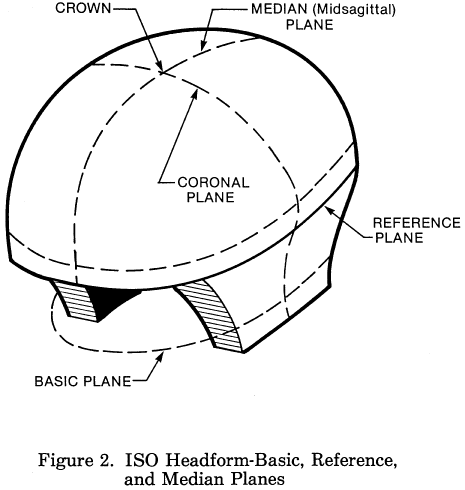 CROWN
MEDIAN (Midsagittal)
PLANE
CORONAL
PLANE
REFERENCE
PLANE
BASIC PLANE
Figure 2. ISO Headform-Basic, Reference,
and Median Planes